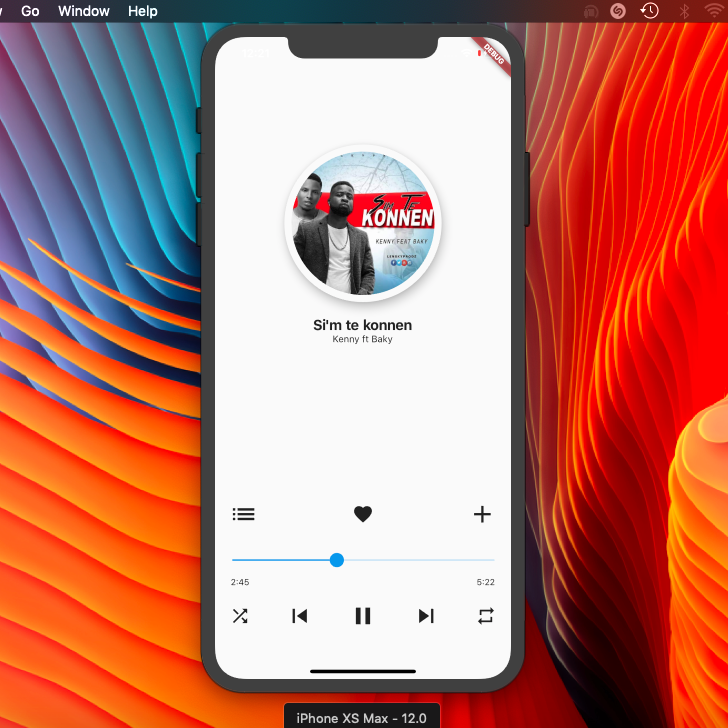 Go Window Help
DEBUG
Si'm Te
KONNEN
KENNY FEAT BAKY
Si'm te konnen
Kenny ft Baky
2:45 5:22
iPhone XS Max - 12.0